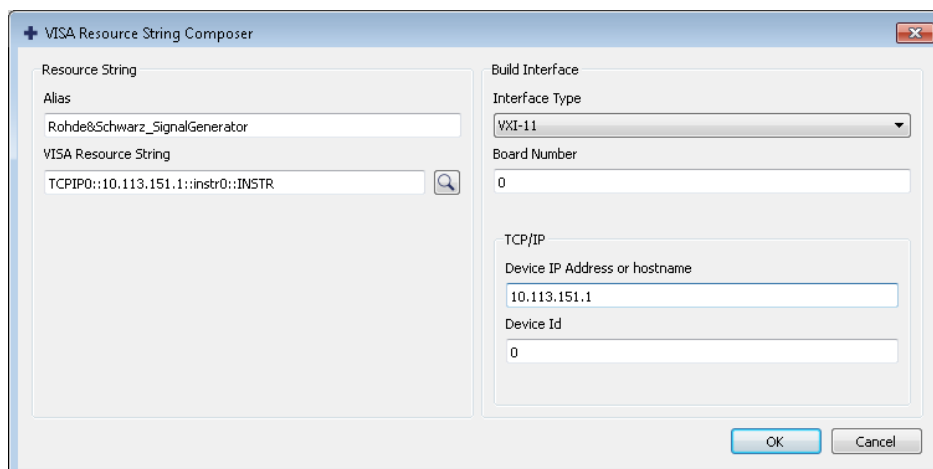 VISA Resource String Composer
Resource String
Alias
Rohde&Schwarz_SignalGenerator
VISA Resource String
TCPIP0::10.113.151.1::instr0::INSTR
Build Interface
Interface Type
VXI-11
Board Number
0
TCP/IP
Device IP Address or hostname
10.113.151.1
Device Id
0
OK
Cancel